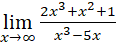 lim x→∞ 2x³+x²+1 / x³−5x